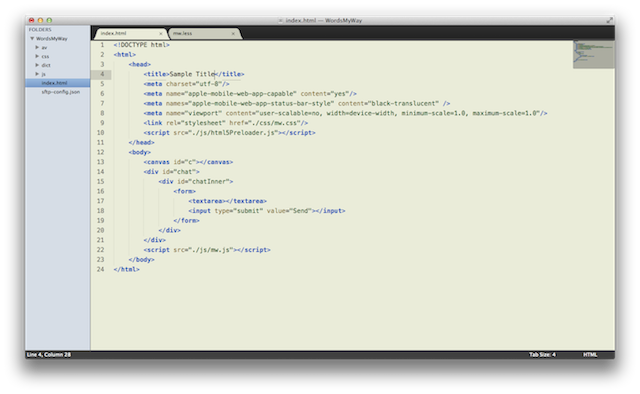 index.html — WordsMyWay
FOLDERS
WordsMyWay
av
css
dict
js
index.html
sftp-config.json
index.html ×
mw.less ×
1 <!DOCTYPE html>
2 <html>
3 <head>
4 <title>Sample Title</title>
5 <meta charset="utf-8"/>
6 <meta name="apple-mobile-web-app-capable" content="yes"/>
7 <meta names="apple-mobile-web-app-status-bar-style" content="black-translucent" />
8 <meta name="viewport" content="user-scalable=no, width=device-width, minimum-scale=1.0, maximum-scale=1.0"/>
9 <link rel="stylesheet" href="./css/mw.css"/>
10 <script src="./js/html5Preloader.js"></script>
11 </head>
12 <body>
13 <canvas id="c"></canvas>
14 <div id="chat">
15 <div id="chatInner">
16 <form>
17 <textarea></textarea>
18 <input type="submit" value="Send"></input>
19 </form>
20 </div>
21 </div>
22 <script src="./js/mw.js"></script>
23 </body>
24 </html>
Line 4, Column 28
Tab Size: 4
HTML